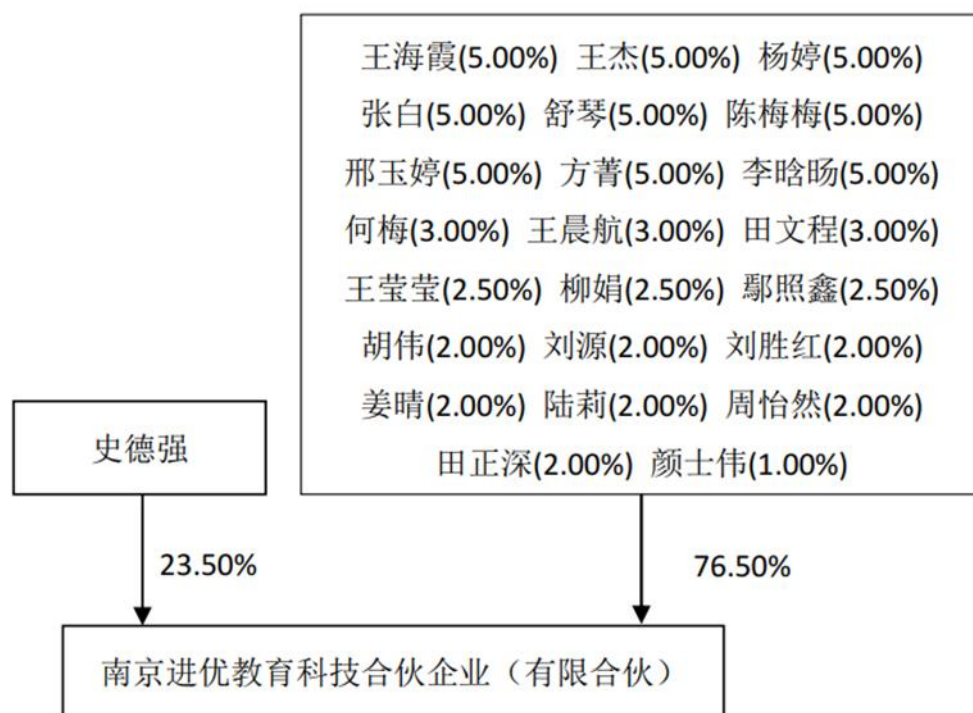 王海霞(5.00%) 王杰(5.00%) 杨婷(5.00%)
张白(5.00%) 舒琴(5.00%) 陈梅梅(5.00%)
邢玉婷(5.00%) 方菁(5.00%) 李晗旸(5.00%)
何梅(3.00%) 王晨航(3.00%) 田文程(3.00%)
王莹莹(2.50%) 柳娟(2.50%) 鄢照鑫(2.50%)
胡伟(2.00%) 刘源(2.00%) 刘胜红(2.00%)
姜晴(2.00%) 陆莉(2.00%) 周怡然(2.00%)
田正深(2.00%) 颜士伟(1.00%)
史德强
23.50%
76.50%
南京进优教育科技合伙企业（有限合伙）